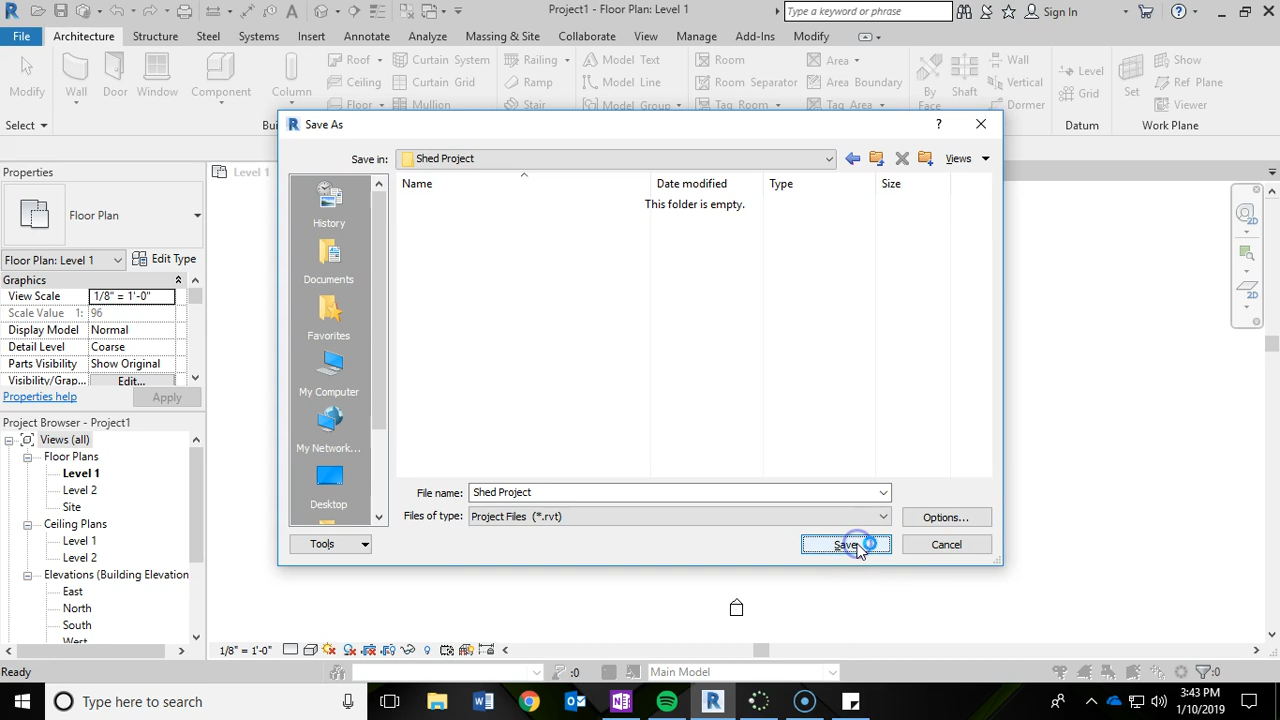 Project1 - Floor Plan: Level 1
Type a keyword or phrase
Sign In
File Architecture Structure Steel Systems Insert Annotate Analyze Massing & Site Collaborate View Manage Add-Ins Modify
Modify Wall Door Window Component Column
Roof Curtain System Railing Model Text Room Area Wall Level Show
Ceiling Curtain Grid Ramp Model Line Room Separator Area Boundary By Shaft Vertical Grid Set Ref Plane
Floor Mullion Stair Model Group Tag Room Tag Area Face Dormer Viewer
Select Datum Work Plane
Save As
Properties
Level 1
Save in: Shed Project Views
Name Date modified Type Size
This folder is empty.
Floor Plan
Floor Plan: Level 1 Edit Type
Graphics
View Scale 1/8" = 1'-0"
Scale Value 1: 96
Display Model Normal
Detail Level Coarse
Parts Visibility Show Original
Visibility/Grap... Edit...
Properties help Apply
Project Browser - Project1
Views (all)
Floor Plans
Level 1
Level 2
Site
Ceiling Plans
Level 1
Level 2
Elevations (Building Elevation
East
North
South
West
History
Documents
Favorites
My Computer
My Network...
Desktop
File name: Shed Project
Files of type: Project Files (*.rvt) Options...
Tools Save Cancel
2D
2D
1/8" = 1'-0"
Ready :0 Main Model :0
Type here to search
3:43 PM
1/10/2019